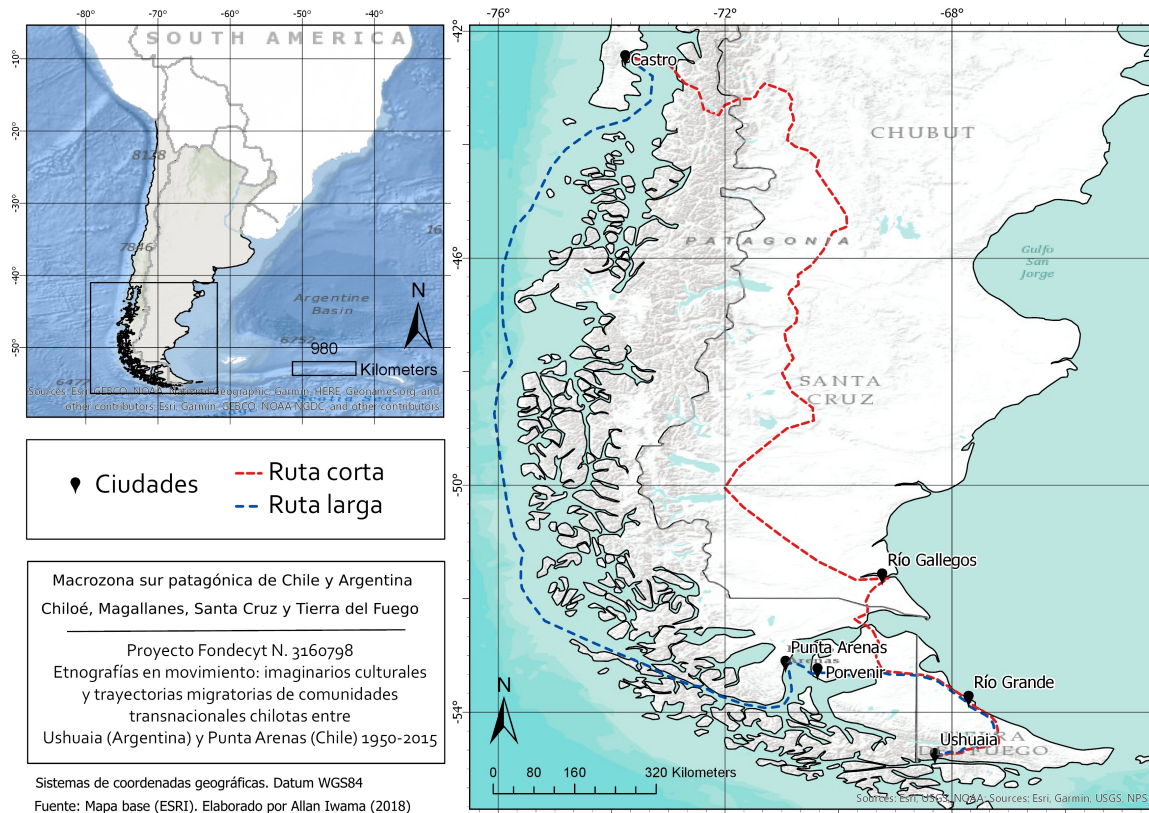 -80°
-70°
-60°
-50°
-40°
SOUTH AMERICA
-10°
-20°
8128
-30°
7846
16
-40°
Argentine
Basin
N
6752
980
Kilometers
-50°
Sources: Esri, GEBCO, NOAA, National Geographic, Garmin, HERE, Geonames.org, and
other contributors, Esri, Garmin, GEBCO, NOAA NGDC, and other contributors
Ciudades
Ruta corta
Ruta larga
Macrozona sur patagónica de Chile y Argentina
Chiloé, Magallanes, Santa Cruz y Tierra del Fuego
Proyecto Fondecyt N. 3160798
Etnografías en movimiento: imaginarios culturales
y trayectorias migratorias de comunidades
transnacionales chilotas entre
Ushuaia (Argentina) y Punta Arenas (Chile) 1950-2015
Sistemas de coordenadas geográficas. Datum WGS84
Fuente: Mapa base (ESRI). Elaborado por Allan Iwama (2018)
-76°
-72°
-68°
-42°
Castro
CHUBUT
PATAGONIA
-46°
Gulfo
San
Jorge
SANTA
CRUZ
-50°
Río Gallegos
Punta Arenas
Porvenir
Río Grande
N
-54°
Ushuaia
DEL FUEGO
0 80 160 320 Kilometers
Sources: Esri, USGS, NOAA; Sources: Esri, Garmin, USGS, NPS